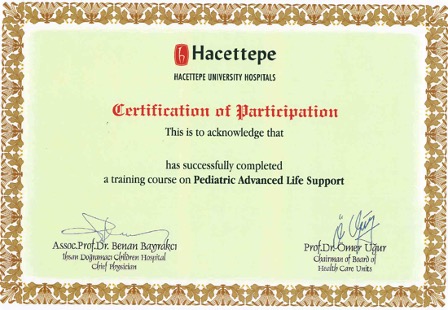 Hacettepe
HACETTEPE UNIVERSITY HOSPITALS
Certification of Participation
This is to acknowledge that
has successfully completed
a training course on Pediatric Advanced Life Support
Assoc.Prof.Dr. Benan Bayrakcı
İhsan Doğramacı Children Hospital
Chief Physician
Prof.Dr. Ömer Uğur
Chairman of Board of
Health Care Units